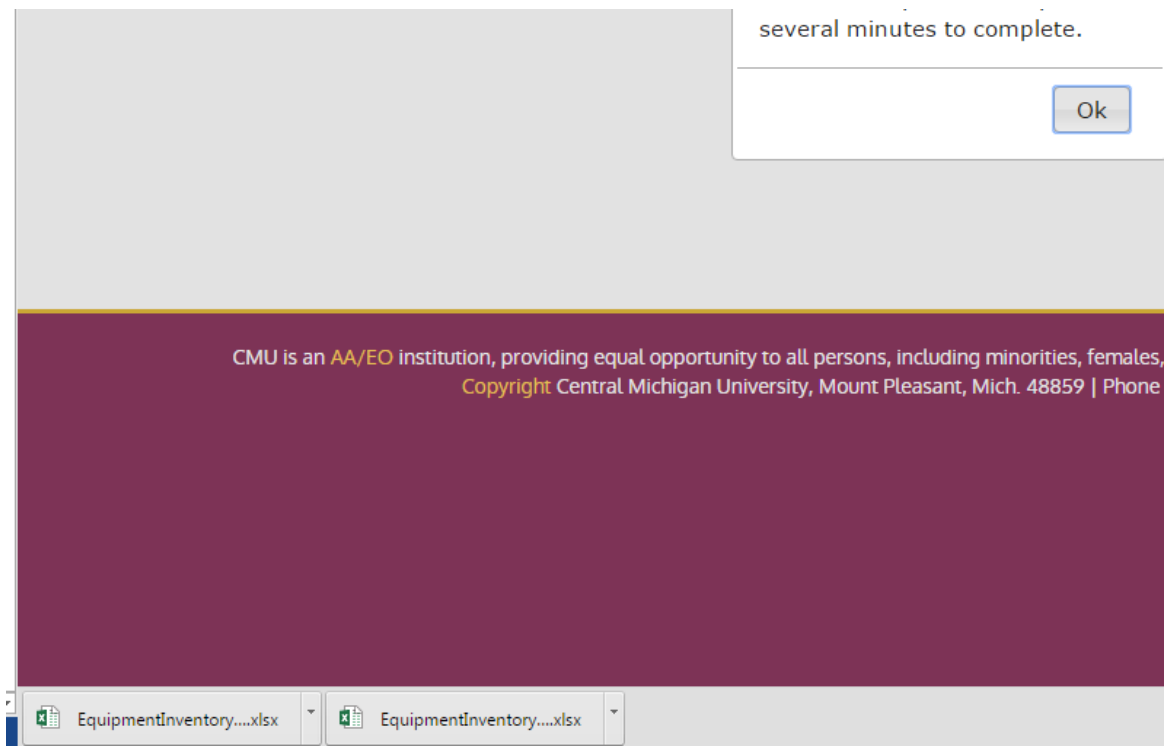 several minutes to complete.
Ok
CMU is an AA/EO institution, providing equal opportunity to all persons, including minorities, females,
Copyright Central Michigan University, Mount Pleasant, Mich. 48859 | Phone
EquipmentInventory....xlsx EquipmentInventory....xlsx